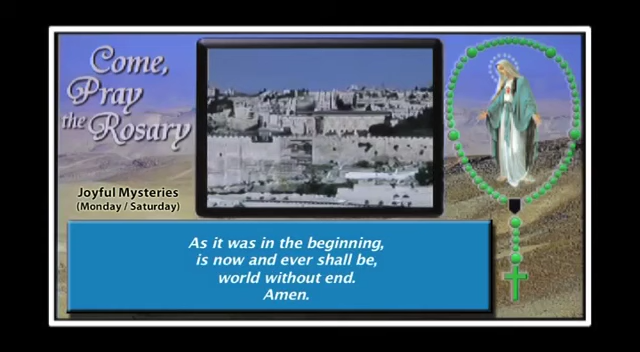 Come,
Pray
the Rosary
Joyful Mysteries
(Monday / Saturday)
As it was in the beginning,
is now and ever shall be,
world without end.
Amen.